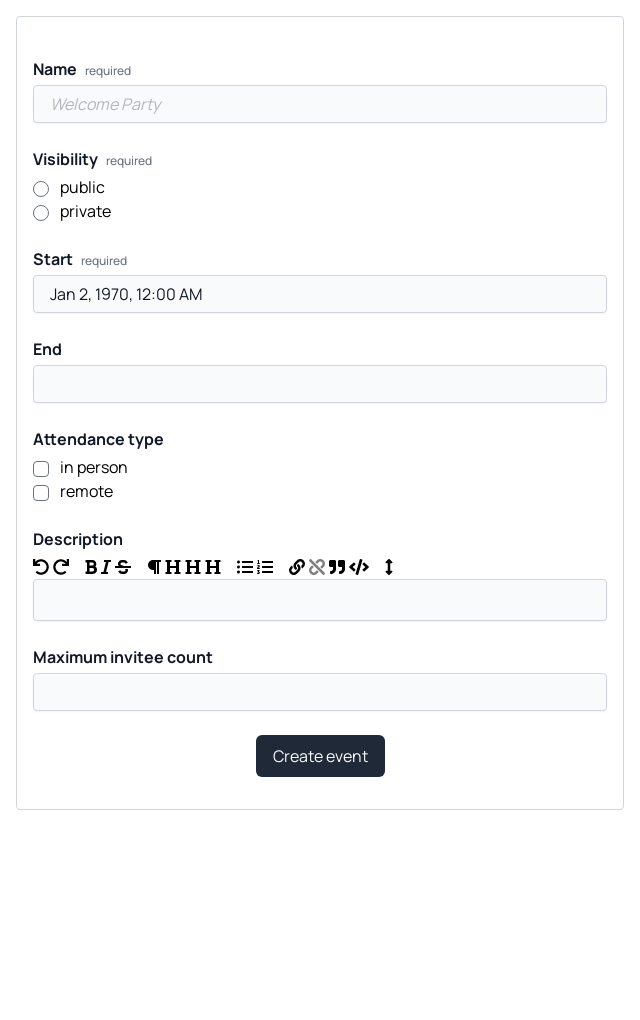 Name required
Welcome Party
Visibility required
public
private
Start required
Jan 2, 1970, 12:00 AM
End
Attendance type
in person
remote
Description
Maximum invitee count
Create event